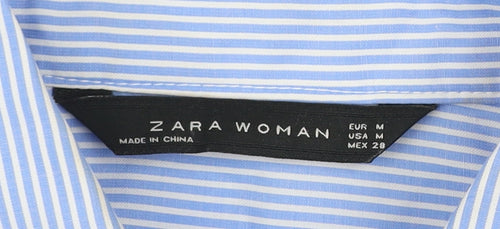 ZARA WOMAN
MADE IN CHINA
EUR M
USA M
MEX 28